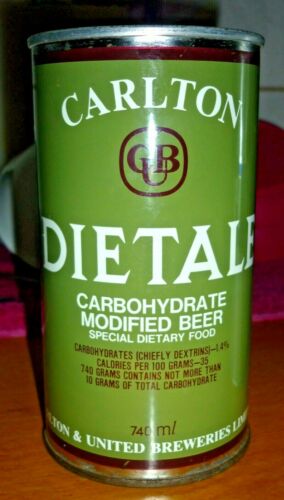 CARLTON
CUB
DIETALE
CARBOHYDRATE
MODIFIED BEER
SPECIAL DIETARY FOOD
CARBOHYDRATES (CHIEFLY DEXTRINS)—1.4%
CALORIES PER 100 GRAMS—35
740 GRAMS CONTAINS NOT MORE THAN
10 GRAMS OF TOTAL CARBOHYDRATE
740 ml
& UNITED BREWERIES